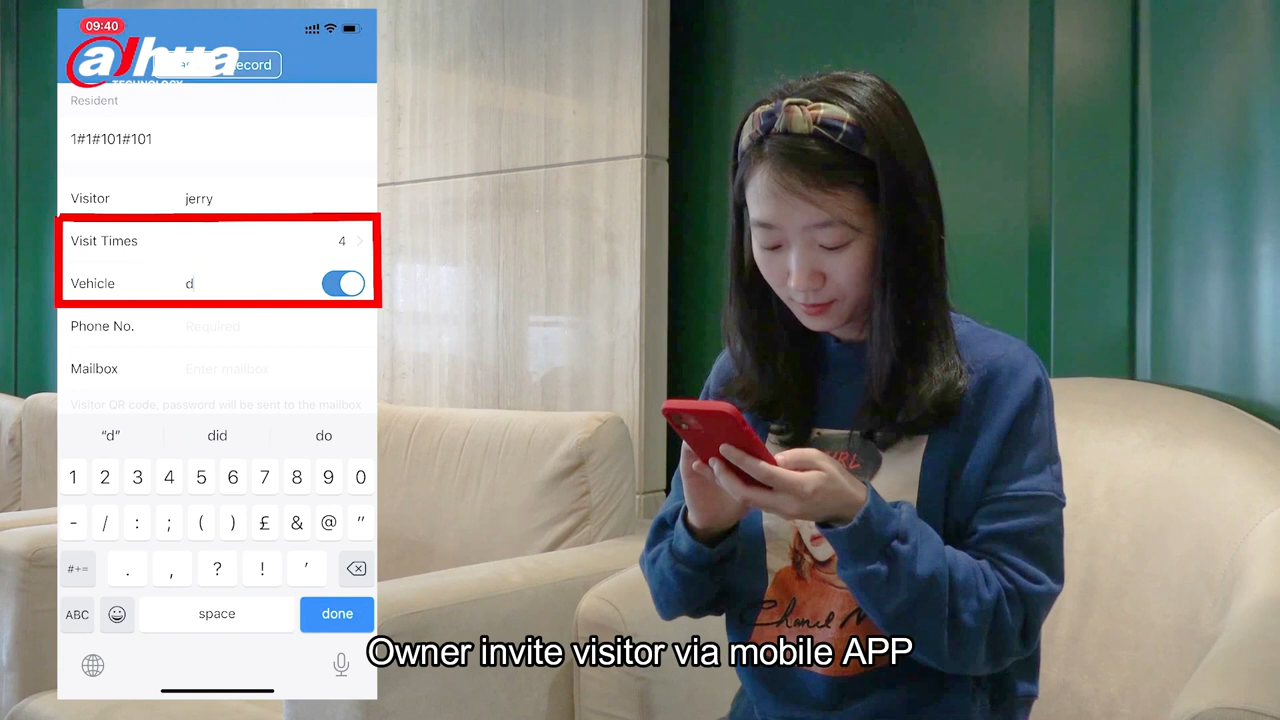 09:40
alhua
TECHNOLOGY
ecord
Resident
1#1#101#101
Visitor jerry
Visit Times 4
Vehicle d
Phone No. Required
Mailbox Enter mailbox
Visitor QR code, password will be sent to the mailbox
“d” did do
1 2 3 4 5 6 7 8 9 0
- / : ; ( ) £ & @ ”
#+= . , ? ! ’
ABC space done
Owner invite visitor via mobile APP